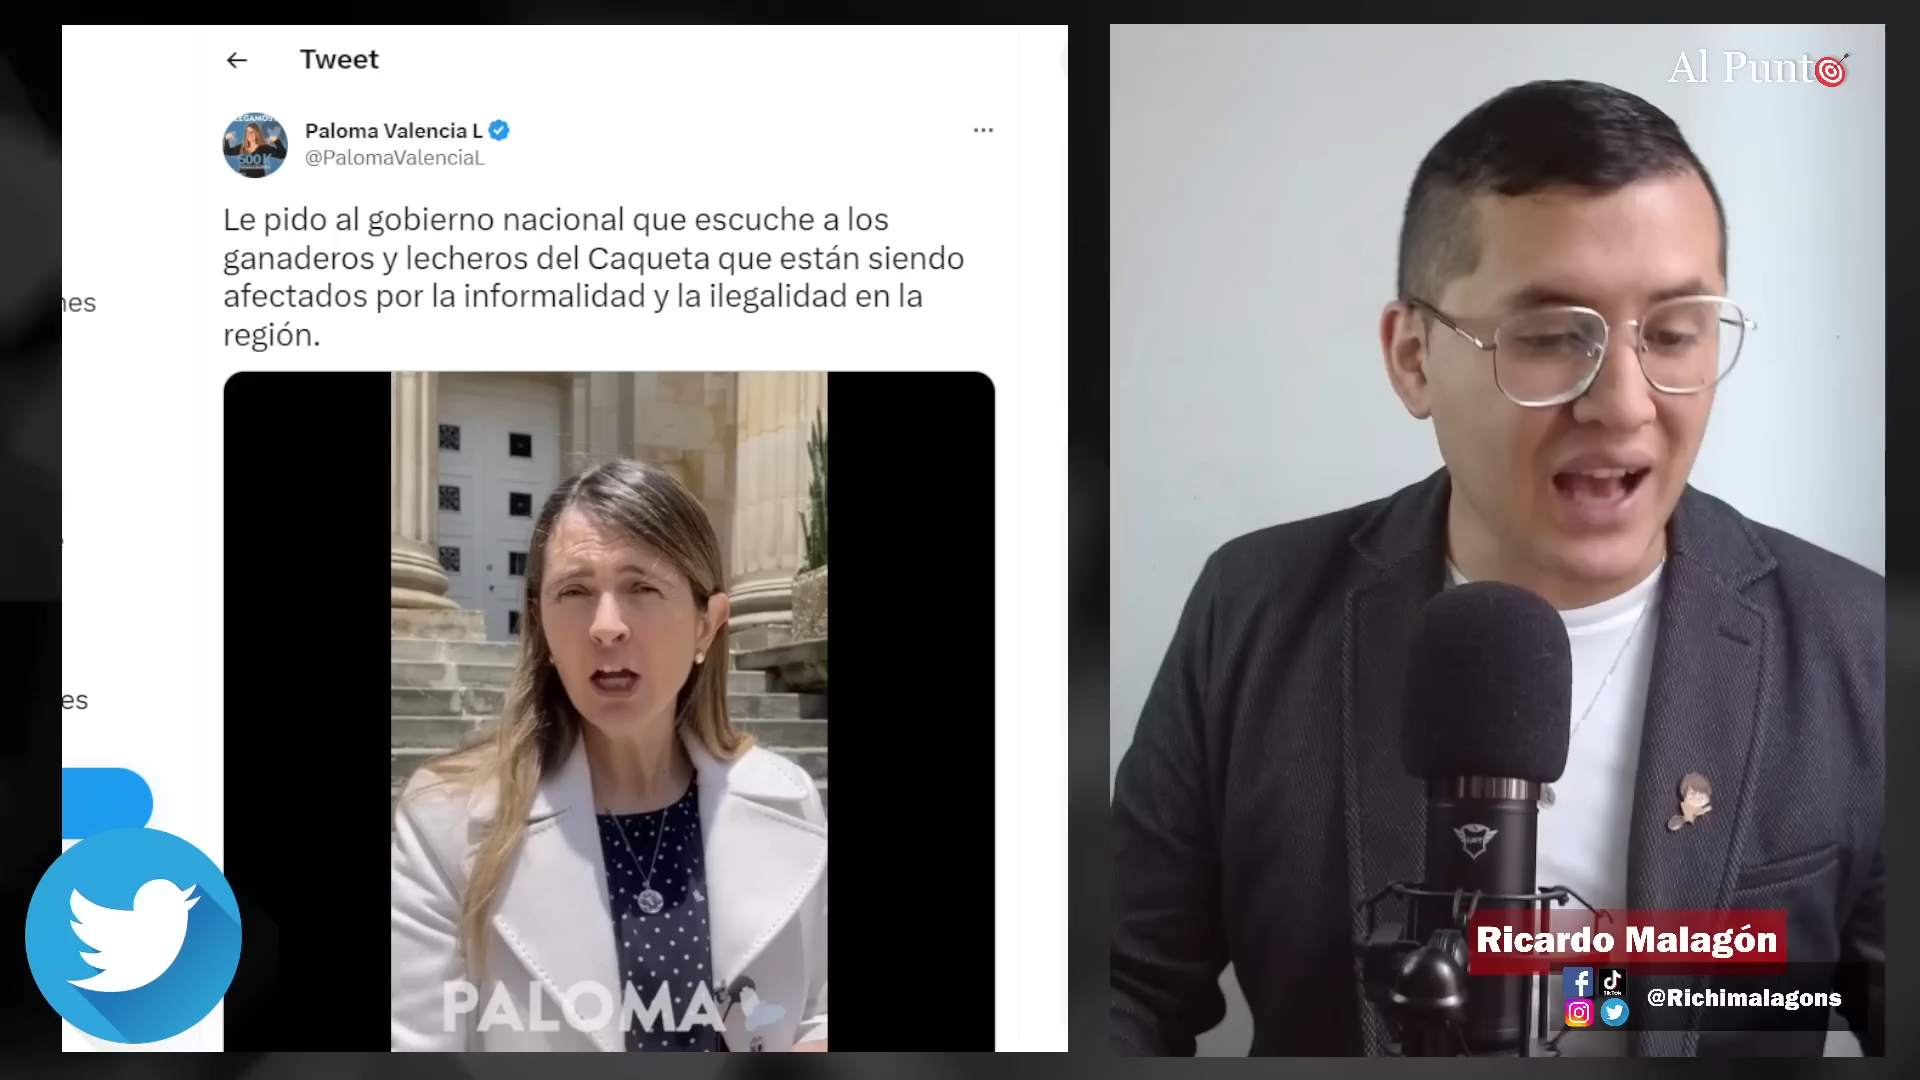 Tweet
Paloma Valencia L
@PalomaValenciaL
Le pido al gobierno nacional que escuche a los
ganaderos y lecheros del Caqueta que están siendo
afectados por la informalidad y la ilegalidad en la
región.
nes
es
PALOMA
Al Punto
Ricardo Malagón
@Richimalagons